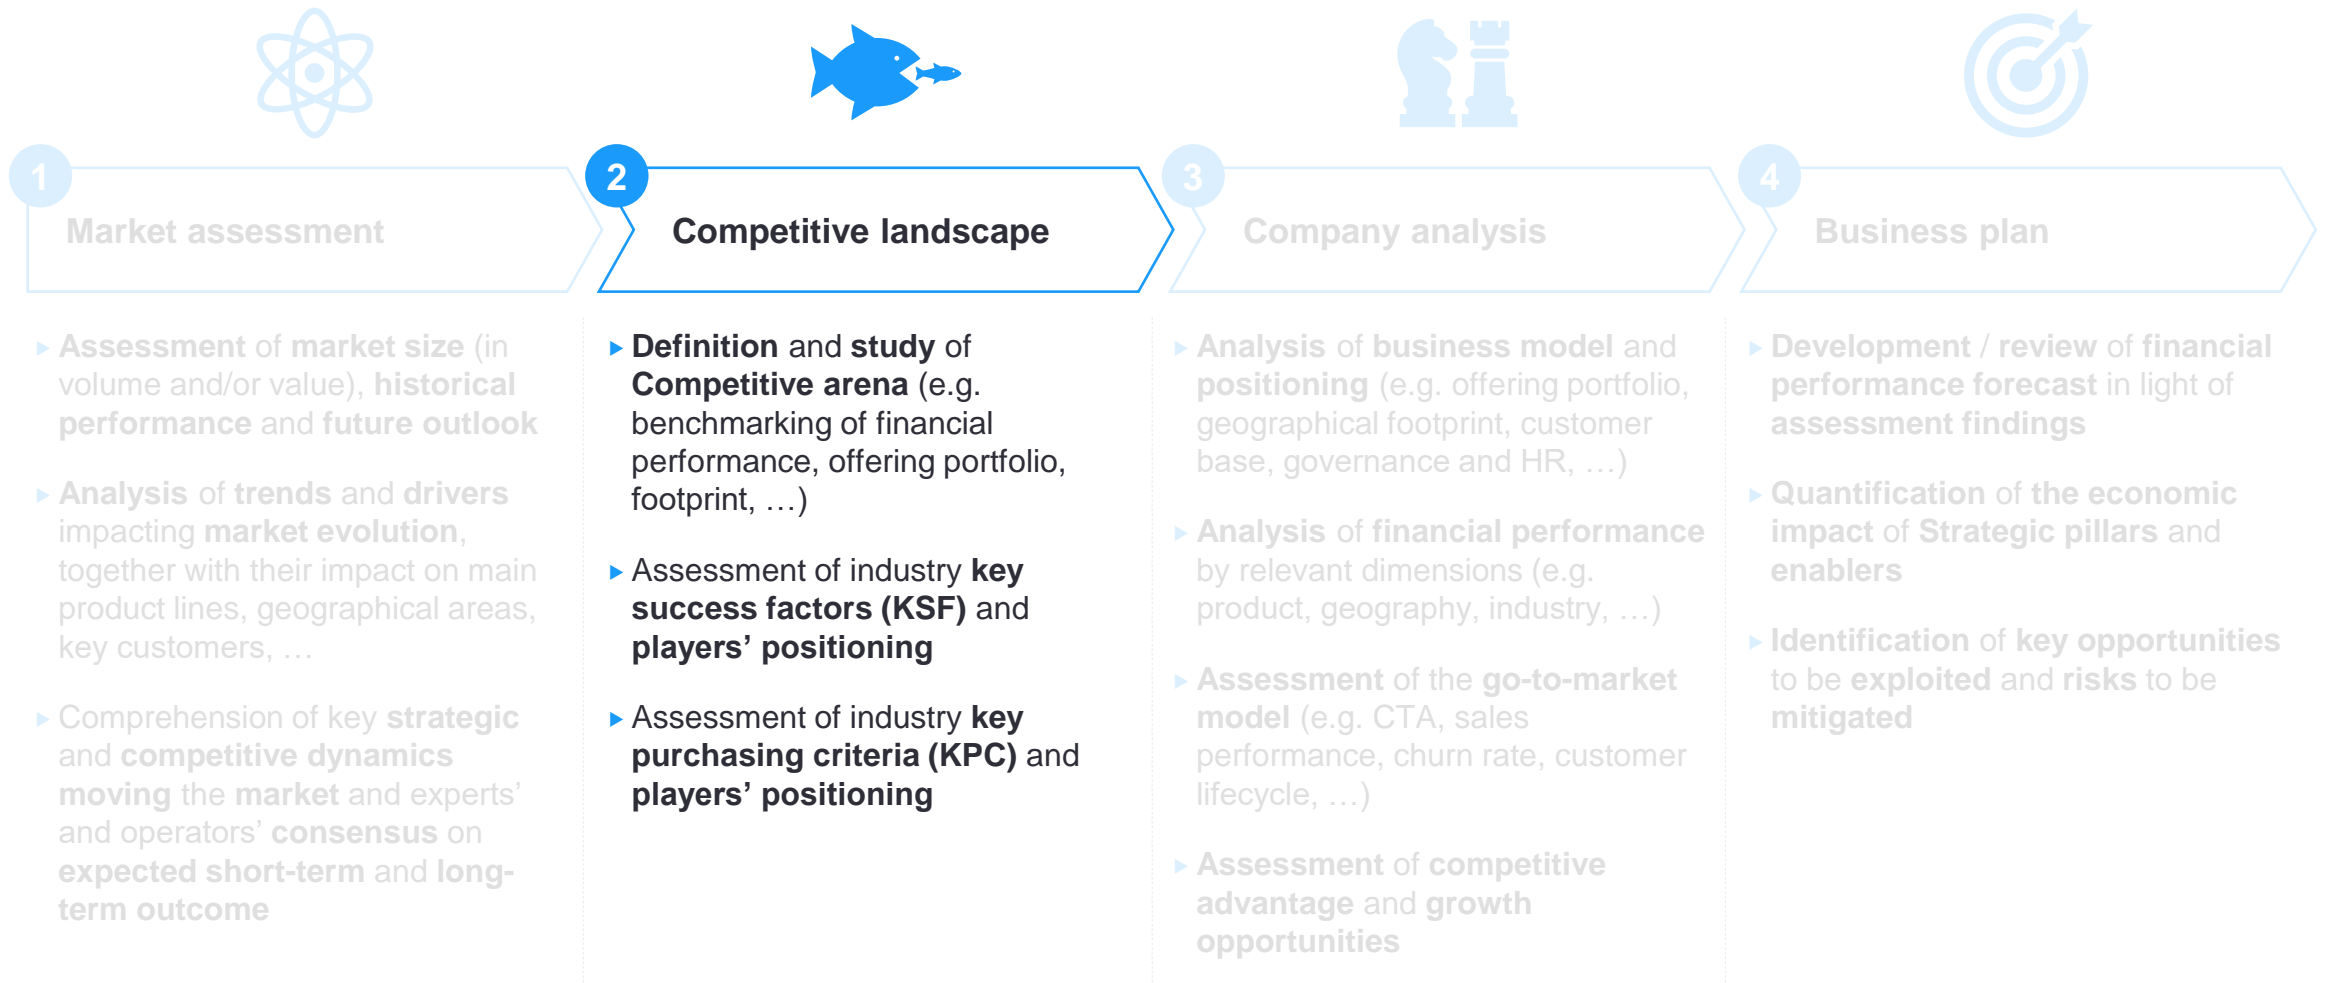 1
Market assessment
Assessment of market size (in
volume and/or value), historical
performance and future outlook
Analysis of trends and drivers
impacting market evolution,
together with their impact on main
product lines, geographical areas,
key customers, …
Comprehension of key strategic
and competitive dynamics
moving the market and experts’
and operators’ consensus on
expected short-term and long-
term outcome
2
Competitive landscape
Definition and study of
Competitive arena (e.g.
benchmarking of financial
performance, offering portfolio,
footprint, …)
Assessment of industry key
success factors (KSF) and
players’ positioning
Assessment of industry key
purchasing criteria (KPC) and
players’ positioning
3
Company analysis
Analysis of business model and
positioning (e.g. offering portfolio,
geographical footprint, customer
base, governance and HR, …)
Analysis of financial performance
by relevant dimensions (e.g.
product, geography, industry, …)
Assessment of the go-to-market
model (e.g. CTA, sales
performance, churn rate, customer
lifecycle, …)
Assessment of competitive
advantage and growth
opportunities
4
Business plan
Development / review of financial
performance forecast in light of
assessment findings
Quantification of the economic
impact of Strategic pillars and
enablers
Identification of key opportunities
to be exploited and risks to be
mitigated